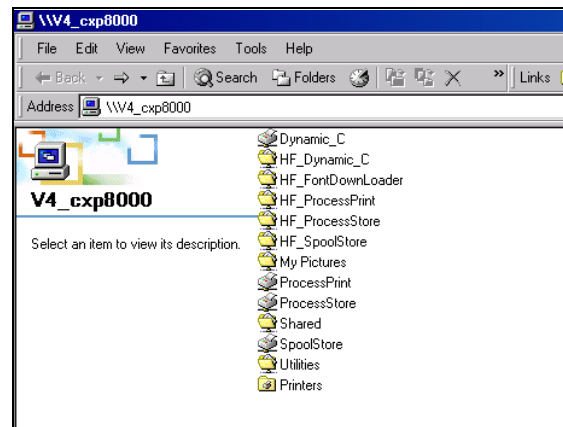 \\V4_cxp8000
File Edit View Favorites Tools Help
Back Search Folders » Links
Address \\V4_cxp8000
V4_cxp8000
Select an item to view its description.
Dynamic_C
HF_Dynamic_C
HF_FontDownLoader
HF_ProcessPrint
HF_ProcessStore
HF_SpoolStore
My Pictures
ProcessPrint
ProcessStore
Shared
SpoolStore
Utilities
Printers